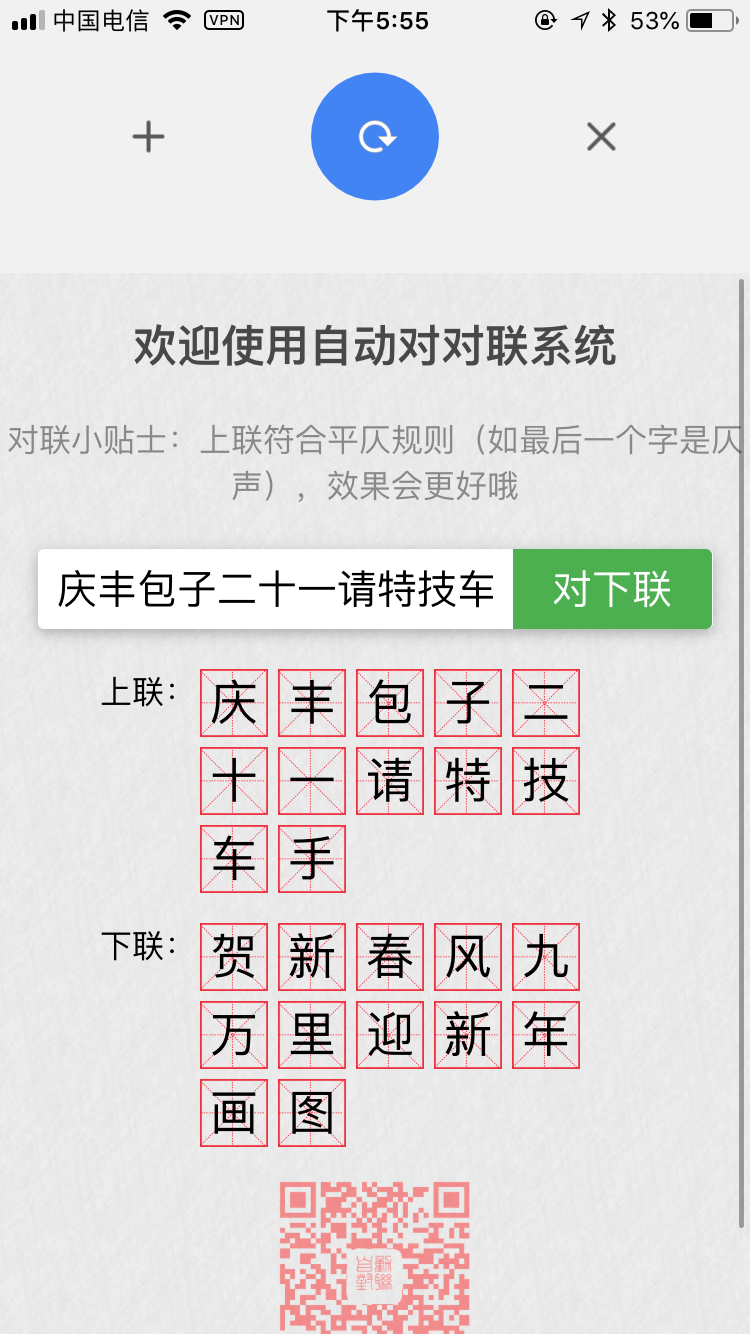 中国电信 VPN 下午5:55 53%
欢迎使用自动对对联系统
对联小贴士：上联符合平仄规则（如最后一个字是仄
声），效果会更好哦
庆丰包子二十一请特技车 对下联
上联： 庆丰包子二
十一请特技
车手
下联： 贺新春风九
万里迎新年
画图